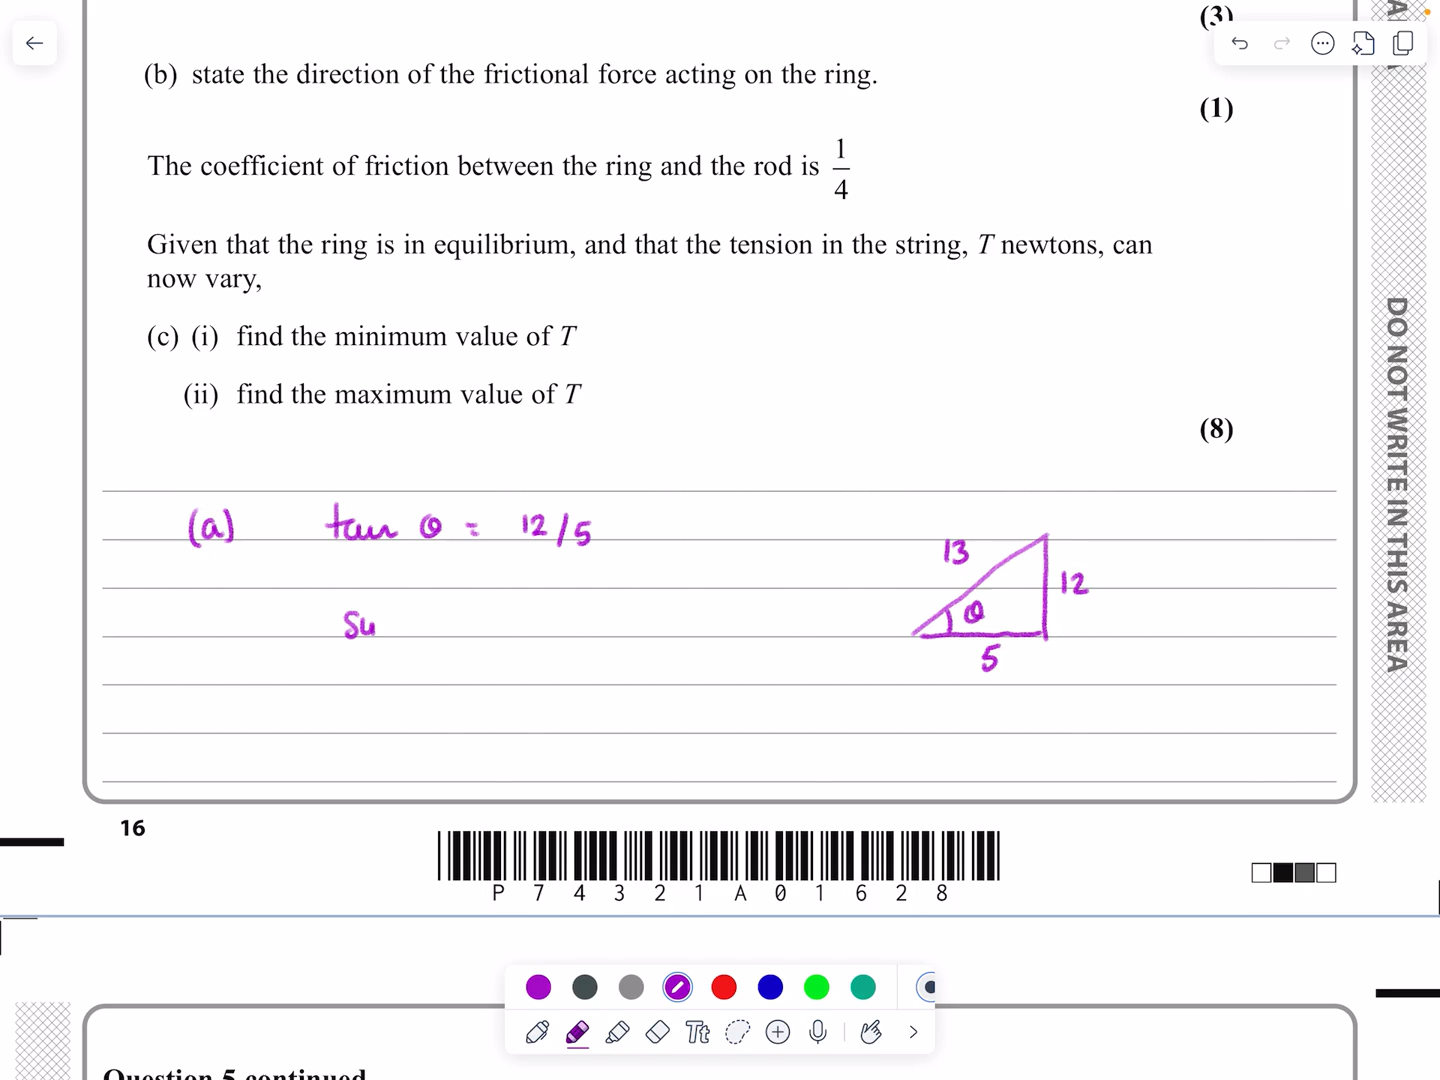 (3)
(b) state the direction of the frictional force acting on the ring.
(1)
The coefficient of friction between the ring and the rod is 1/4
Given that the ring is in equilibrium, and that the tension in the string, T newtons, can
now vary,
(c) (i) find the minimum value of T
(ii) find the maximum value of T
(8)
(a) tan θ = 12/5
13
12
θ
5
DO NOT WRITE IN THIS AREA
16
P 7 4 3 2 1 A 0 1 6 2 8
Tt
Question 5 continued